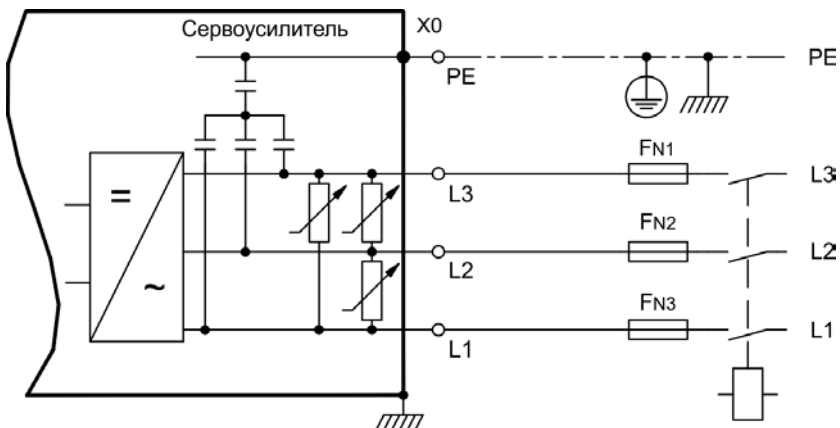 Сервоусилитель
X0
PE
PE
FN1
L3
L3
FN2
L2
L2
FN3
L1
L1
=
~